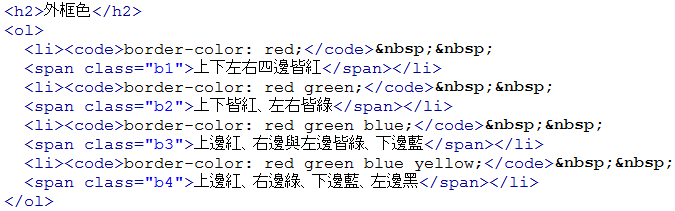 <h2>外框色</h2>
<ol>
<li><code>border-color: red;</code>&nbsp;&nbsp;
<span class="b1">上下左右四邊皆紅</span></li>
<li><code>border-color: red green;</code>&nbsp;&nbsp;
<span class="b2">上下皆紅、左右皆綠</span></li>
<li><code>border-color: red green blue;</code>&nbsp;&nbsp;
<span class="b3">上邊紅、右邊與左邊皆綠、下邊藍</span></li>
<li><code>border-color: red green blue yellow;</code>&nbsp;&nbsp;
<span class="b4">上邊紅、右邊綠、下邊藍、左邊黑</span></li>
</ol>